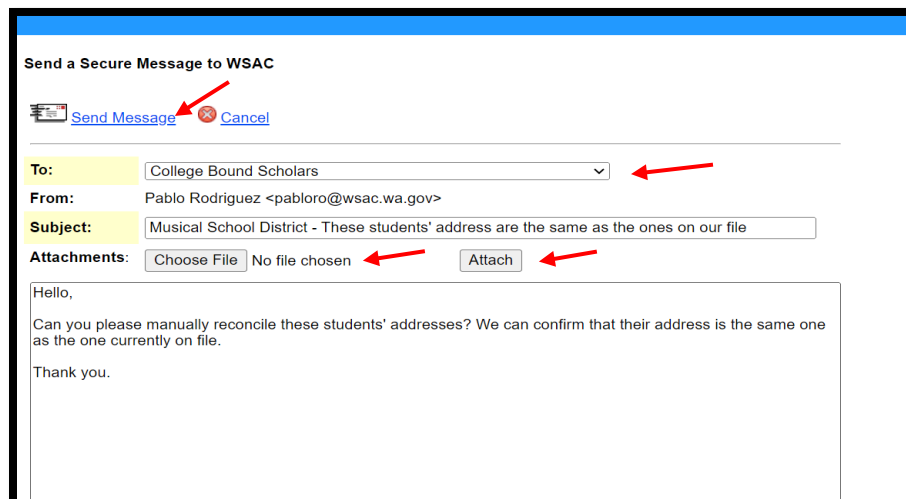 Send a Secure Message to WSAC
Send Message Cancel
To: College Bound Scholars
From: Pablo Rodriguez <pabloro@wsac.wa.gov>
Subject: Musical School District - These students' address are the same as the ones on our file
Attachments: Choose File No file chosen Attach
Hello,
Can you please manually reconcile these students' addresses? We can confirm that their address is the same one
as the one currently on file.
Thank you.